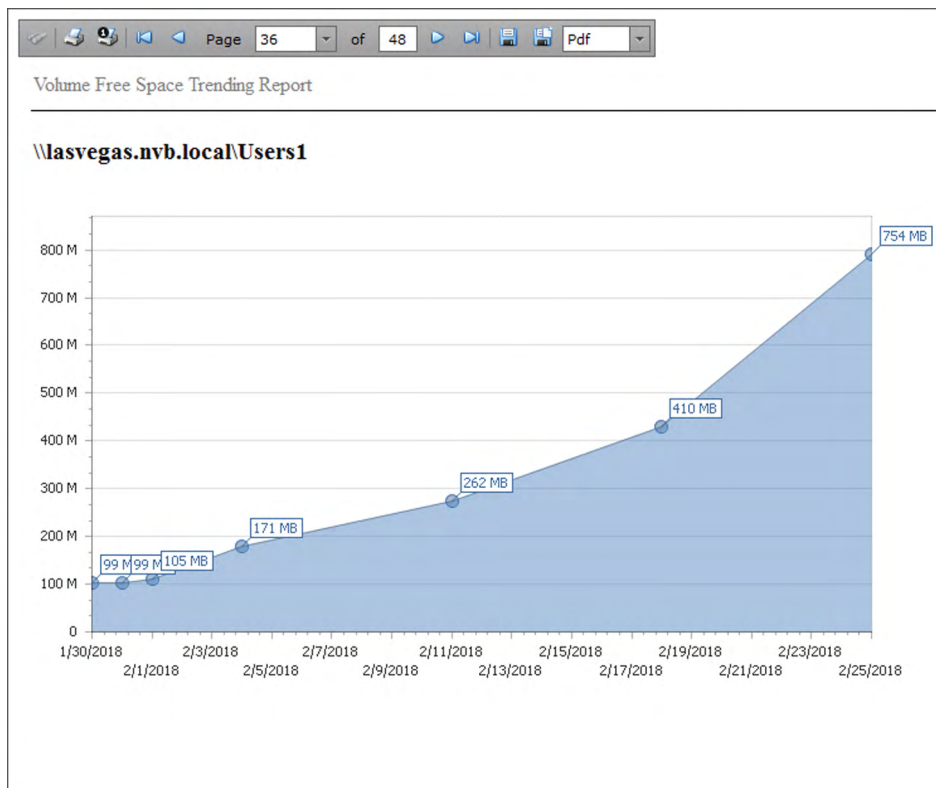 Page 36 of 48 Pdf
Volume Free Space Trending Report
\\lasvegas.nvb.local\Users1
800 M
700 M
600 M
500 M
400 M
300 M
200 M
100 M
0
754 MB
410 MB
262 MB
171 MB
99 M 99 M 105 MB
1/30/2018 2/3/2018 2/7/2018 2/11/2018 2/15/2018 2/19/2018 2/23/2018
2/1/2018 2/5/2018 2/9/2018 2/13/2018 2/17/2018 2/21/2018 2/25/2018